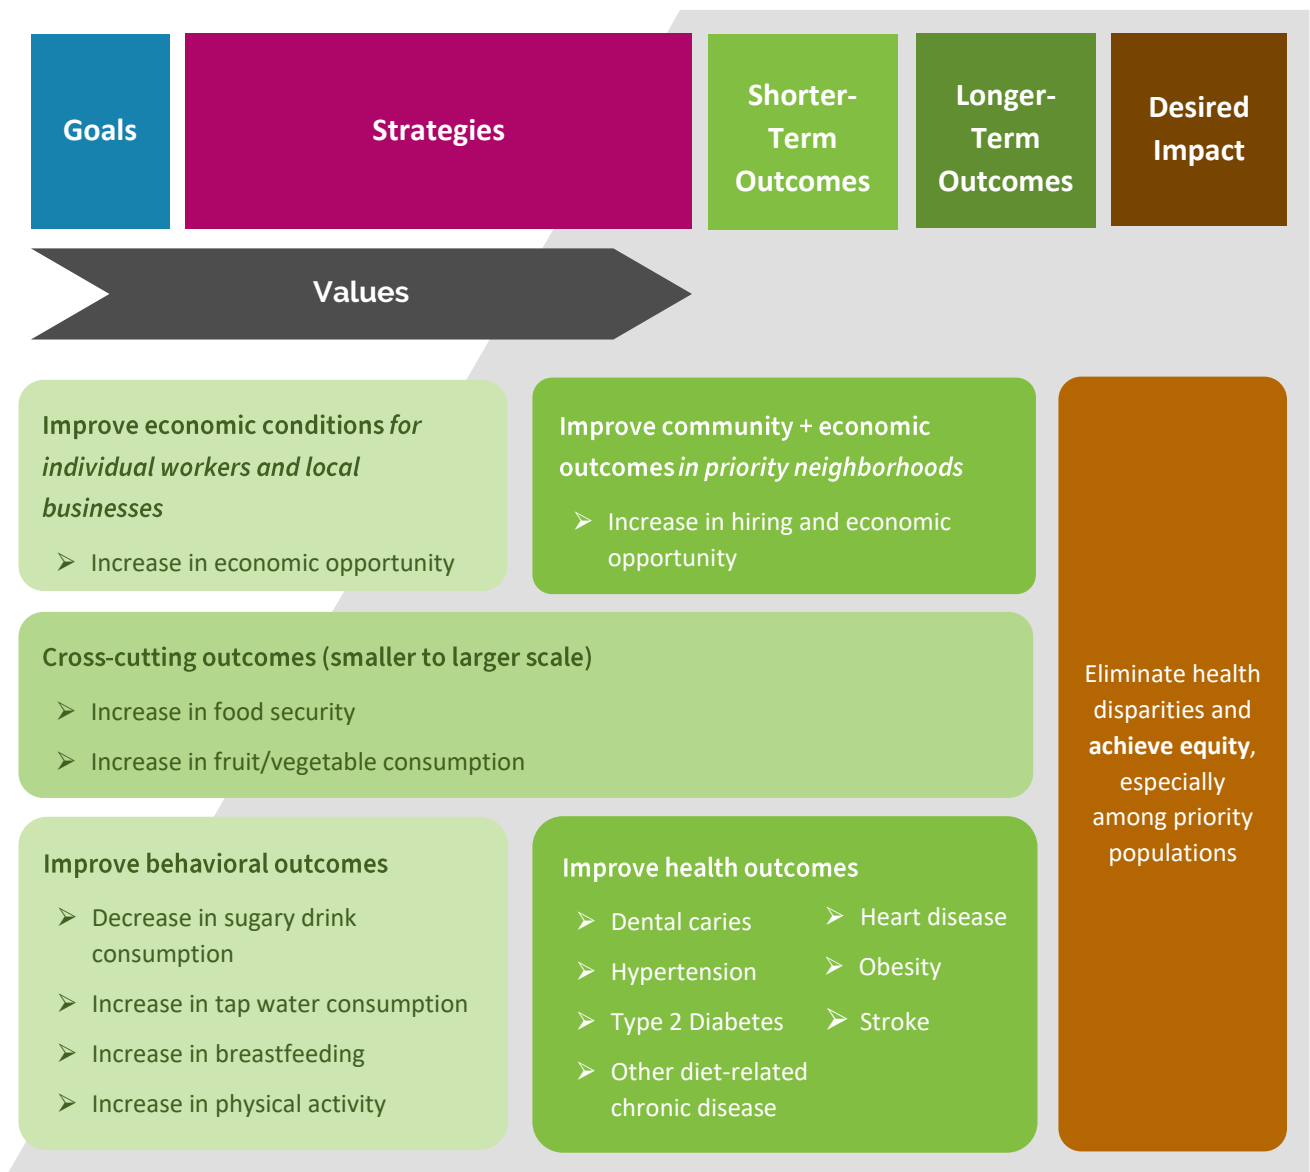 Goals
Strategies
Shorter-
Term
Outcomes
Longer-
Term
Outcomes
Desired
Impact
Values
Improve economic conditions for
individual workers and local
businesses
➢ Increase in economic opportunity
Improve community + economic
outcomes in priority neighborhoods
➢ Increase in hiring and economic
opportunity
Cross-cutting outcomes (smaller to larger scale)
➢ Increase in food security
➢ Increase in fruit/vegetable consumption
Improve behavioral outcomes
➢ Decrease in sugary drink
consumption
➢ Increase in tap water consumption
➢ Increase in breastfeeding
➢ Increase in physical activity
Improve health outcomes
➢ Dental caries
➢ Hypertension
➢ Type 2 Diabetes
➢ Other diet-related
chronic disease
➢ Heart disease
➢ Obesity
➢ Stroke
Eliminate health
disparities and
achieve equity,
especially
among priority
populations